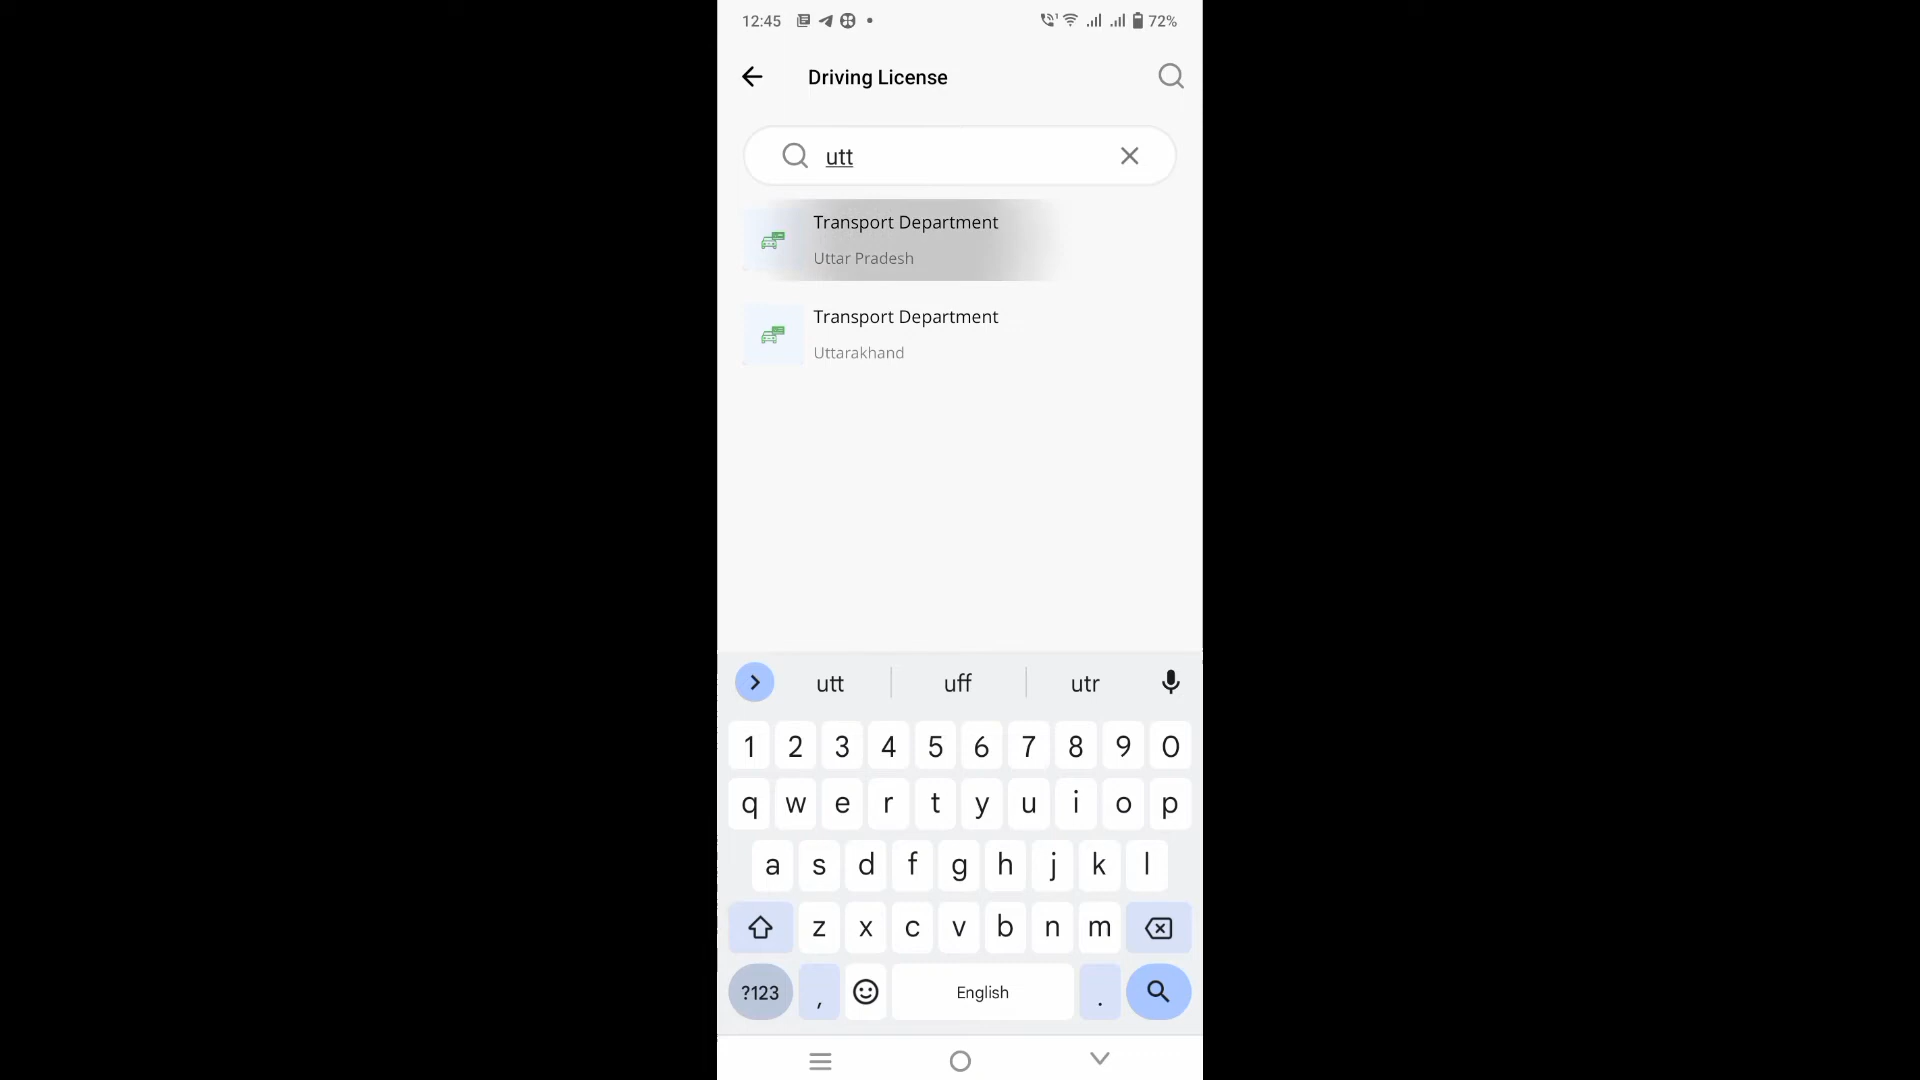 12:45 72%
Driving License
utt
Transport Department
Uttar Pradesh
Transport Department
Uttarakhand
utt uff utr
1 2 3 4 5 6 7 8 9 0
q w e r t y u i o p
a s d f g h j k l
z x c v b n m
?123 , English .